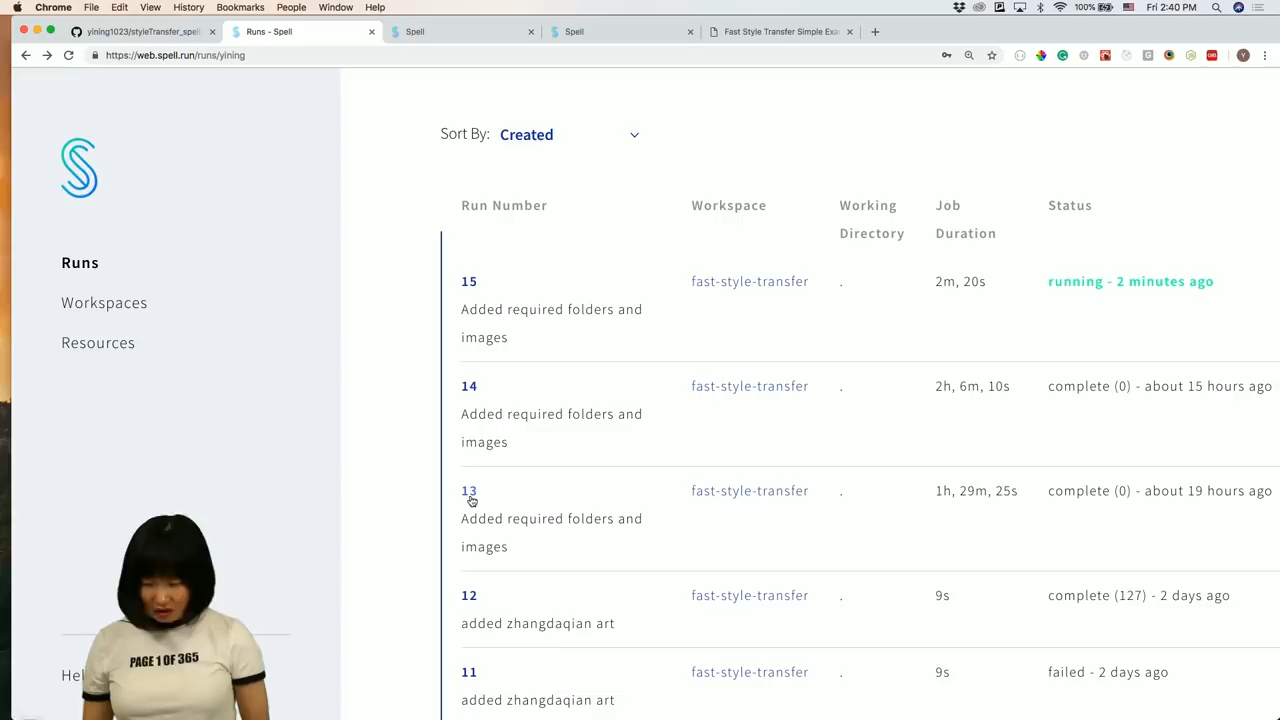 Chrome File Edit View History Bookmarks People Window Help 100% Fri 2:40 PM
yining1023/styleTransfer_spell Runs - Spell Spell Spell Fast Style Transfer Simple Exa
https://web.spell.run/runs/yining
Sort By: Created
Run Number Workspace Working Directory Job Duration Status
Runs
Workspaces
Resources
15 fast-style-transfer . 2m, 20s running - 2 minutes ago
Added required folders and
images
14 fast-style-transfer . 2h, 6m, 10s complete (0) - about 15 hours ago
Added required folders and
images
13 fast-style-transfer . 1h, 29m, 25s complete (0) - about 19 hours ago
Added required folders and
images
12 fast-style-transfer . 9s complete (127) - 2 days ago
added zhangdaqian art
11 fast-style-transfer . 9s failed - 2 days ago
added zhangdaqian art
PAGE 1 OF 365
Hel